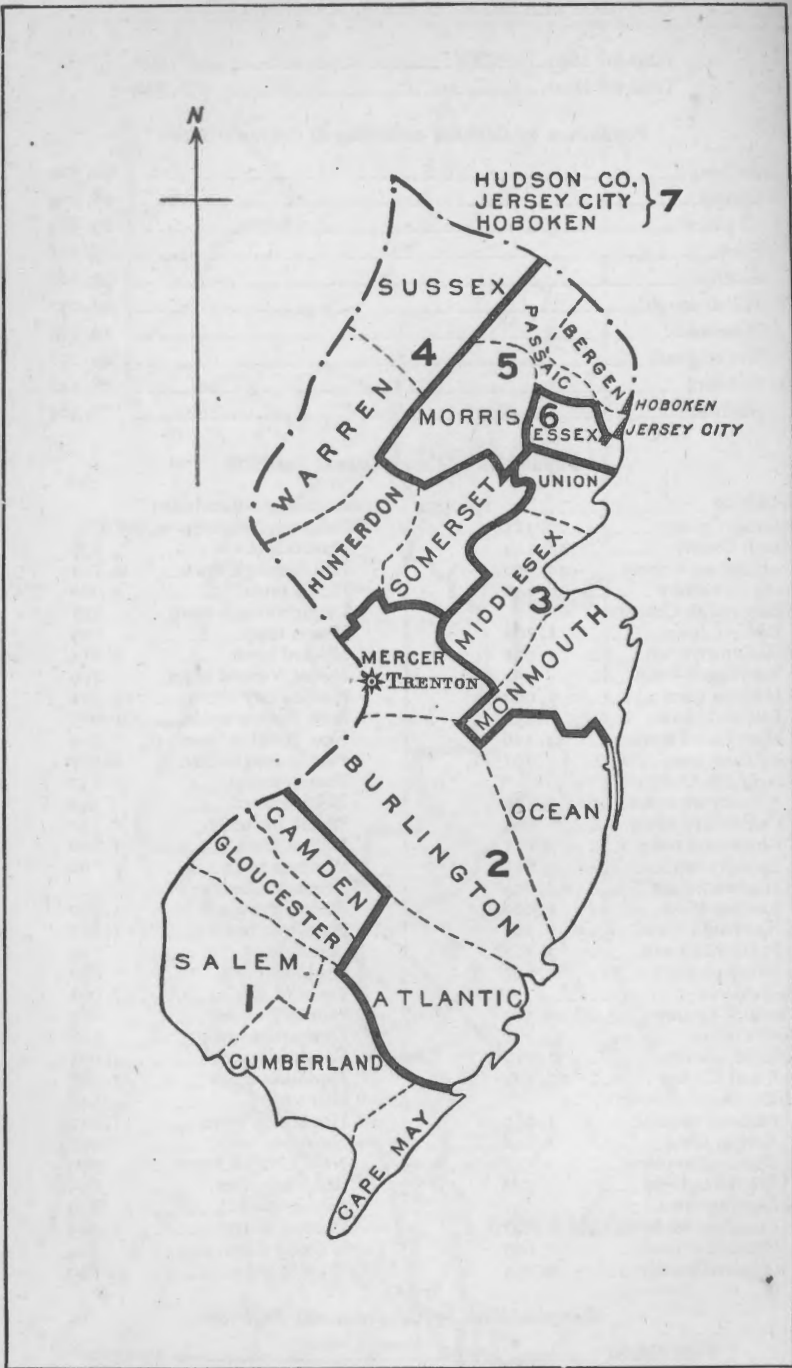 N
HUDSON CO.
JERSEY CITY } 7
HOBOKEN
SUSSEX
PASSAIC
BERGEN
4
5
WARREN
MORRIS
6
ESSEX
HOBOKEN
JERSEY CITY
UNION
HUNTERDON
SOMERSET
MIDDLESEX
3
MONMOUTH
MERCER
TRENTON
BURLINGTON
OCEAN
2
CAMDEN
GLOUCESTER
SALEM
1
ATLANTIC
CUMBERLAND
CAPE MAY